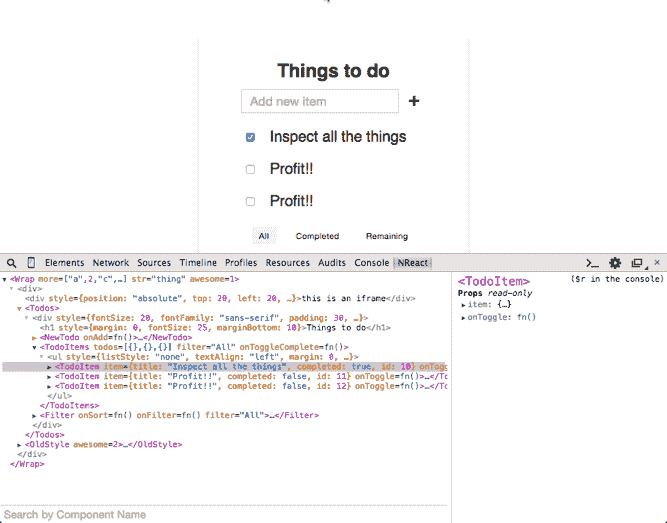 Things to do
Add new item +
Inspect all the things
Profit!!
Profit!!
All Completed Remaining
Elements Network Sources Timeline Profiles Resources Audits Console React
<Wrap more=["a",2,"c",…] str="thing" awesome=1>
<div>
<div style={position: "absolute", top: 20, left: 20, …}>this is an iframe</div>
<Todos>
<div style={fontSize: 20, fontFamily: "sans-serif", padding: 30, …}>
<h1 style={margin: 0, fontSize: 25, marginBottom: 10}>Things to do</h1>
<NewTodo onAdd=fn()>…</NewTodo>
<TodoItems todos=[{},{},{}] filter="All" onToggleComplete=fn()>
<ul style={listStyle: "none", textAlign: "left", margin: 0, …}>
<TodoItem item={title: "Inspect all the things", completed: true, id: 10} onTogg
<TodoItem item={title: "Profit!!", completed: false, id: 11} onToggle=fn()>…</To
<TodoItem item={title: "Profit!!", completed: false, id: 12} onToggle=fn()>…</To
</ul>
</TodoItems>
<Filter onSort=fn() onFilter=fn() filter="All">…</Filter>
</div>
</Todos>
<OldStyle awesome=2>…</OldStyle>
</div>
</Wrap>
Search by Component Name
<TodoItem> ($r in the console)
Props read-only
item: {…}
onToggle: fn()